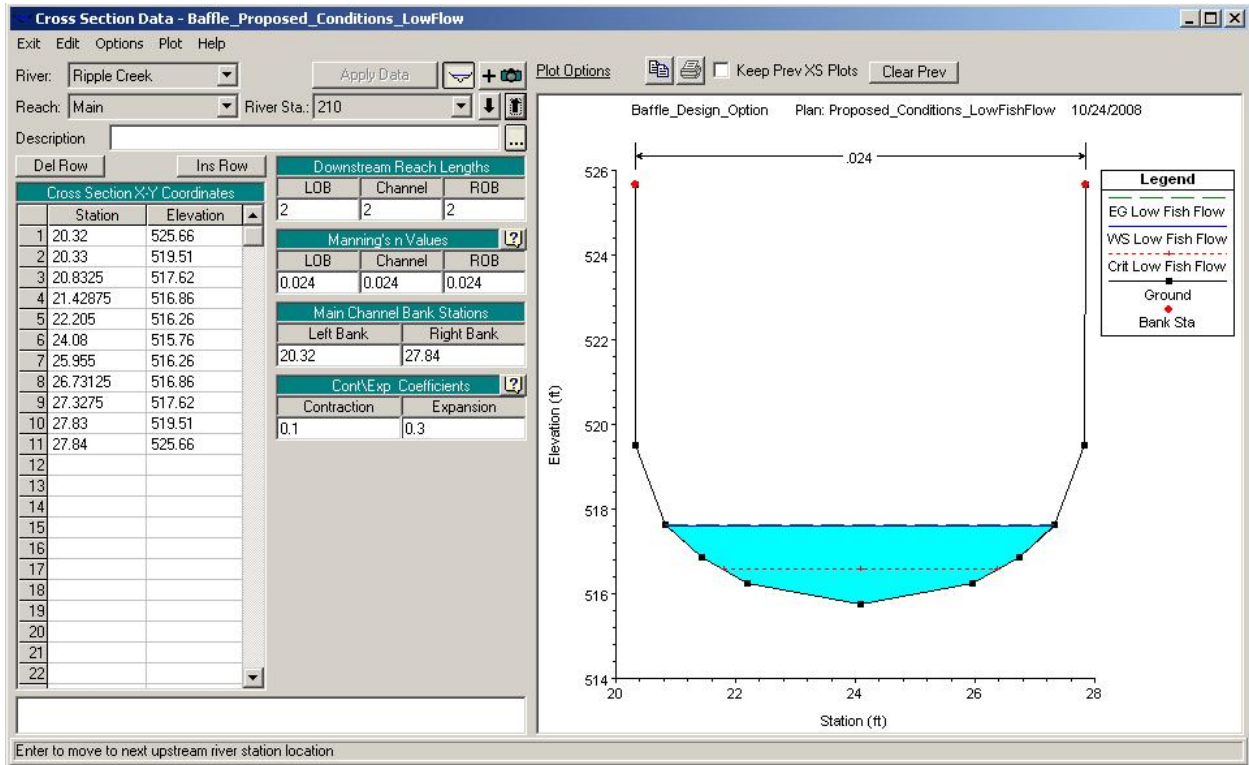 Cross Section Data - Baffle_Proposed_Conditions_LowFlow
Exit Edit Options Plot Help
River: Ripple Creek Apply Data
Reach: Main River Sta.: 210
Description ...
Del Row Ins Row
Cross Section X-Y Coordinates
Station Elevation
1 20.32 525.66
2 20.33 519.51
3 20.8325 517.62
4 21.42875 516.86
5 22.205 516.26
6 24.08 515.76
7 25.955 516.26
8 26.73125 516.86
9 27.3275 517.62
10 27.83 519.51
11 27.84 525.66
12
13
14
15
16
17
18
19
20
21
22
Downstream Reach Lengths
LOB Channel ROB
2 2 2
Manning's n Values ?
LOB Channel ROB
0.024 0.024 0.024
Main Channel Bank Stations
Left Bank Right Bank
20.32 27.84
Cont\Exp Coefficients ?
Contraction Expansion
0.1 0.3
Plot Options Keep Prev XS Plots Clear Prev
Baffle_Design_Option Plan: Proposed_Conditions_LowFishFlow 10/24/2008
.024
526
524
522
520
518
516
514
Elevation (ft)
20 22 24 26 28
Station (ft)
Legend
EG Low Fish Flow
WS Low Fish Flow
Crit Low Fish Flow
Ground
Bank Sta
Enter to move to next upstream river station location